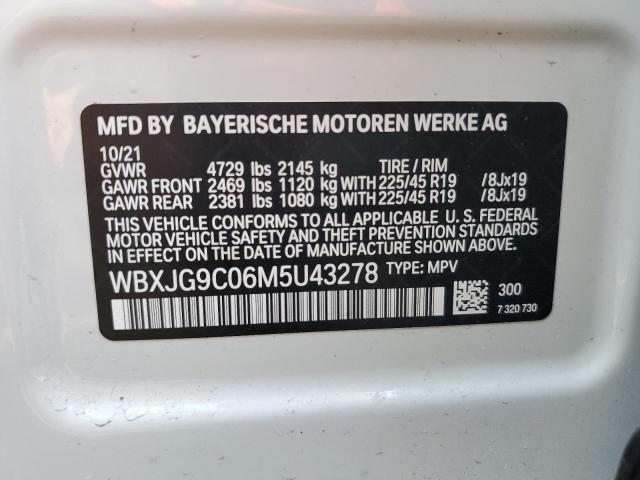 MFD BY BAYERISCHE MOTOREN WERKE AG
10/21
GVWR 4729 lbs 2145 kg TIRE / RIM
GAWR FRONT 2469 lbs 1120 kg WITH 225/45 R19 /8Jx19
GAWR REAR 2381 lbs 1080 kg WITH 225/45 R19 /8Jx19
THIS VEHICLE CONFORMS TO ALL APPLICABLE U. S. FEDERAL
MOTOR VEHICLE SAFETY AND THEFT PREVENTION STANDARDS
IN EFFECT ON THE DATE OF MANUFACTURE SHOWN ABOVE.
WBXJG9C06M5U43278 TYPE: MPV
300
7 320 730